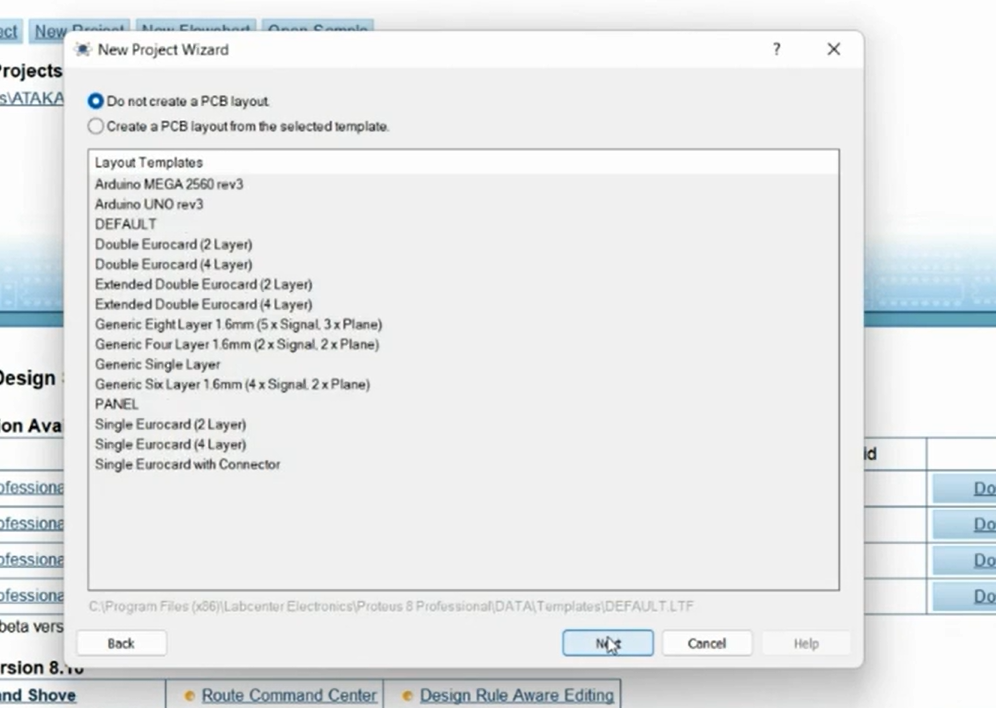 ect New Project New Flowchart Open Sample
New Project Wizard ? ×
Projects
s\ATAKA
Do not create a PCB layout.
Create a PCB layout from the selected template.
Layout Templates
Arduino MEGA 2560 rev3
Arduino UNO rev3
DEFAULT
Double Eurocard (2 Layer)
Double Eurocard (4 Layer)
Extended Double Eurocard (2 Layer)
Extended Double Eurocard (4 Layer)
Generic Eight Layer 1.6mm (5 x Signal, 3 x Plane)
Generic Four Layer 1.6mm (2 x Signal, 2 x Plane)
Generic Single Layer
Generic Six Layer 1.6mm (4 x Signal, 2 x Plane)
PANEL
Single Eurocard (2 Layer)
Single Eurocard (4 Layer)
Single Eurocard with Connector
Design
ion Ava
id
ofessiona Do
ofessiona Do
ofessiona Do
ofessiona Do
C:\Program Files (x86)\Labcenter Electronics\Proteus 8 Professional\DATA\Templates\DEFAULT.LTF
beta vers
Back Next Cancel Help
rsion 8.10
nd Shove Route Command Center Design Rule Aware Editing